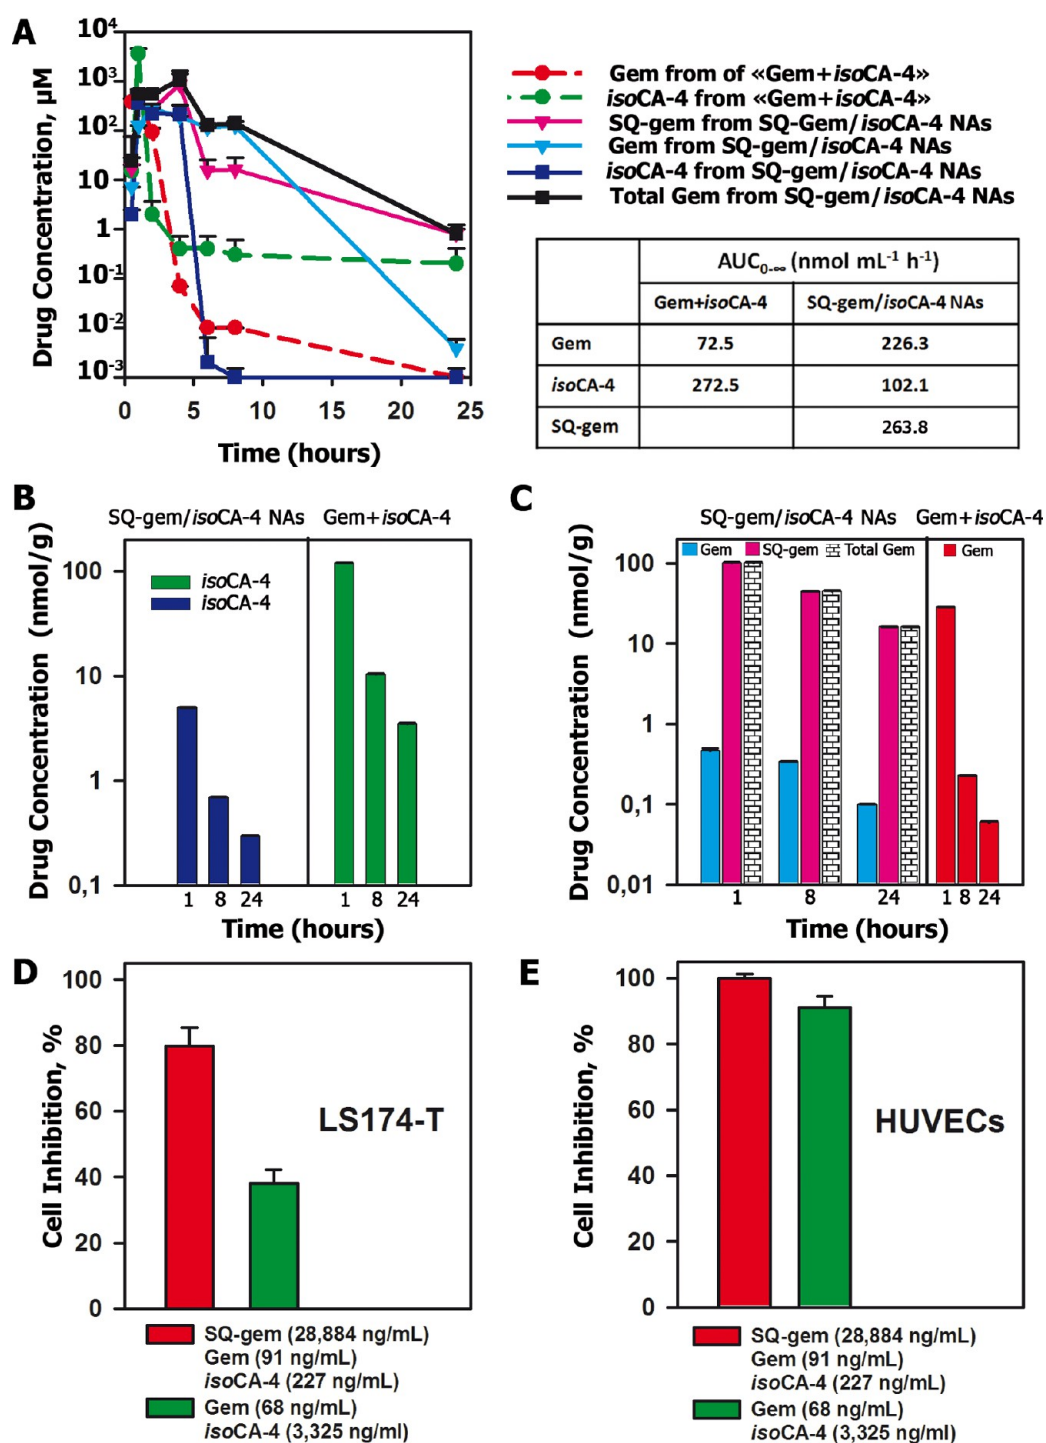 A
10⁴
10³
10²
10
1
10⁻¹
10⁻²
10⁻³
Drug Concentration, µM
0 5 10 15 20 25
Time (hours)
Gem from of «Gem+isoCA-4»
isoCA-4 from «Gem+isoCA-4»
SQ-gem from SQ-Gem/isoCA-4 NAs
Gem from SQ-gem/isoCA-4 NAs
isoCA-4 from SQ-gem/isoCA-4 NAs
Total Gem from SQ-gem/isoCA-4 NAs
AUC₀₋∞ (nmol mL⁻¹ h⁻¹)
Gem+isoCA-4 SQ-gem/isoCA-4 NAs
Gem 72.5 226.3
isoCA-4 272.5 102.1
SQ-gem 263.8
B
SQ-gem/isoCA-4 NAs Gem+isoCA-4
isoCA-4
isoCA-4
100
10
1
0,1
Drug Concentration (nmol/g)
1 8 24 1 8 24
Time (hours)
C
SQ-gem/isoCA-4 NAs Gem+isoCA-4
Gem SQ-gem Total Gem Gem
100
10
1
0,1
0,01
Drug Concentration (nmol/g)
1 8 24 1 8 24
Time (hours)
D
100
80
60
40
20
0
Cell Inhibition, %
LS174-T
SQ-gem (28,884 ng/mL)
Gem (91 ng/mL)
isoCA-4 (227 ng/mL)
Gem (68 ng/mL)
isoCA-4 (3,325 ng/ml)
E
100
80
60
40
20
0
Cell Inhibition, %
HUVECs
SQ-gem (28,884 ng/mL)
Gem (91 ng/mL)
isoCA-4 (227 ng/mL)
Gem (68 ng/mL)
isoCA-4 (3,325 ng/ml)